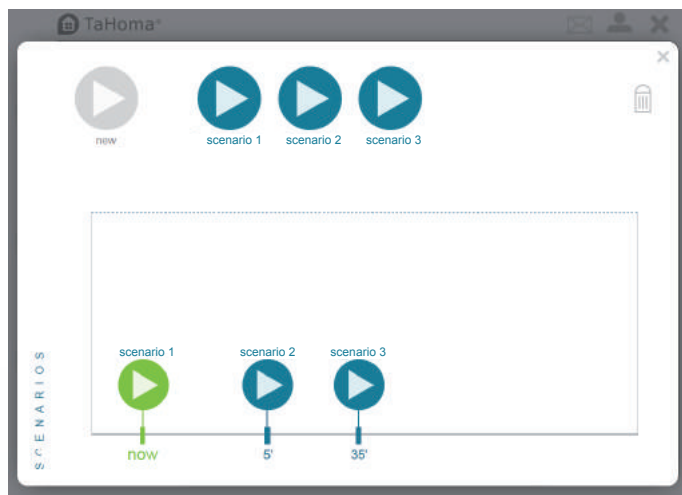 TaHoma®
new
scenario 1
scenario 2
scenario 3
SCENARIOS
scenario 1
scenario 2
scenario 3
now
5'
35'